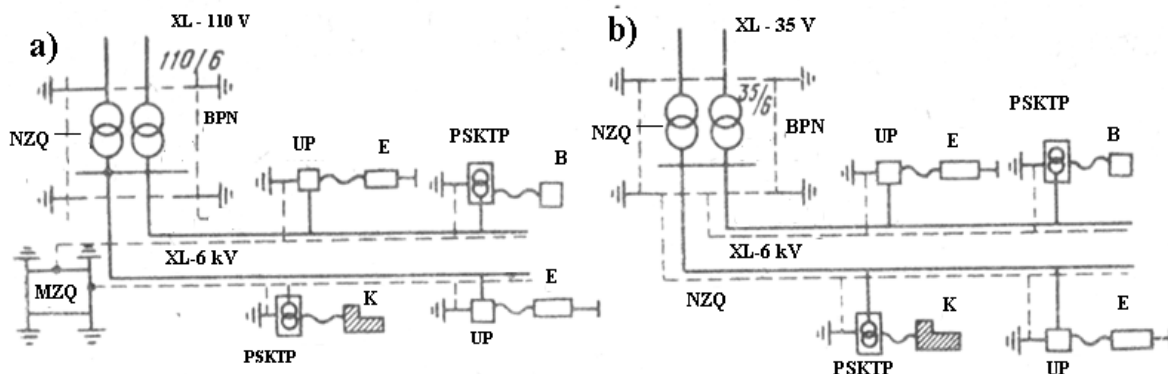 a)
XL - 110 V
110/6
NZQ
BPN
UP
E
PSKTP
B
XL-6 kV
MZQ
E
K
PSKTP
UP
b)
XL - 35 V
35/6
NZQ
BPN
UP
E
PSKTP
B
XL-6 kV
NZQ
K
E
PSKTP
UP